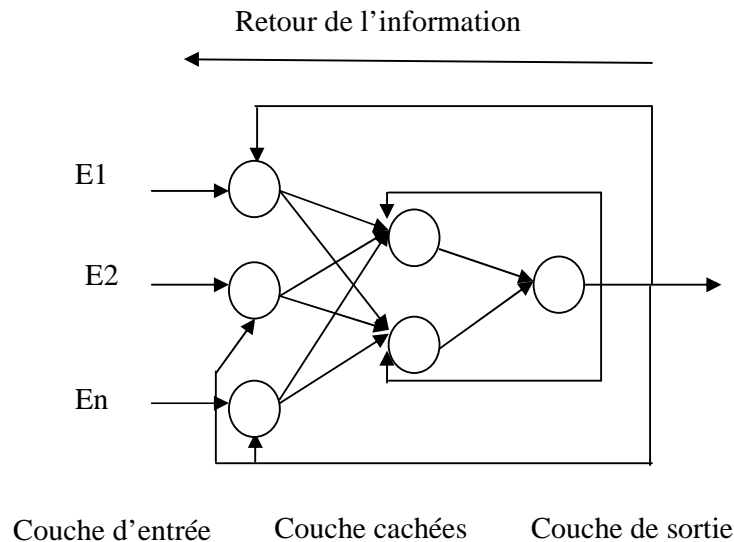 Retour de l’information
E1
E2
En
Couche d’entrée Couche cachées Couche de sortie